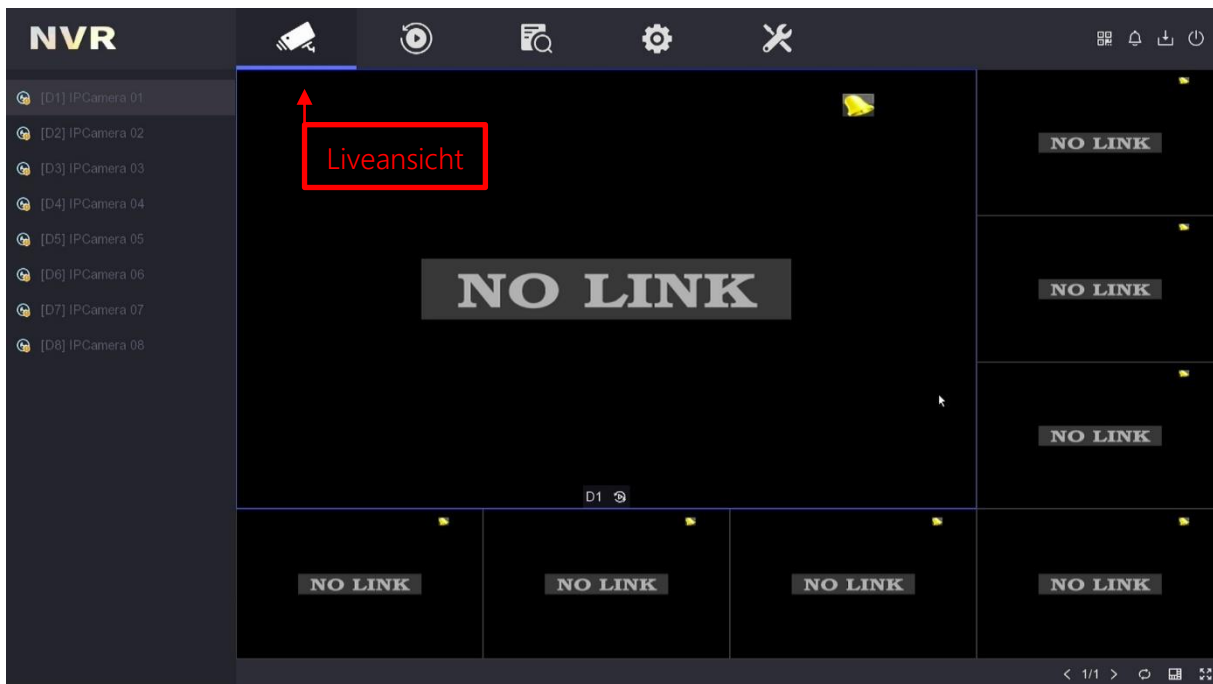 NVR
[D1] IPCamera 01
[D2] IPCamera 02
[D3] IPCamera 03
[D4] IPCamera 04
[D5] IPCamera 05
[D6] IPCamera 06
[D7] IPCamera 07
[D8] IPCamera 08
Liveansicht
NO LINK
D1
NO LINK
NO LINK
NO LINK
NO LINK
NO LINK
NO LINK
NO LINK
< 1/1 >